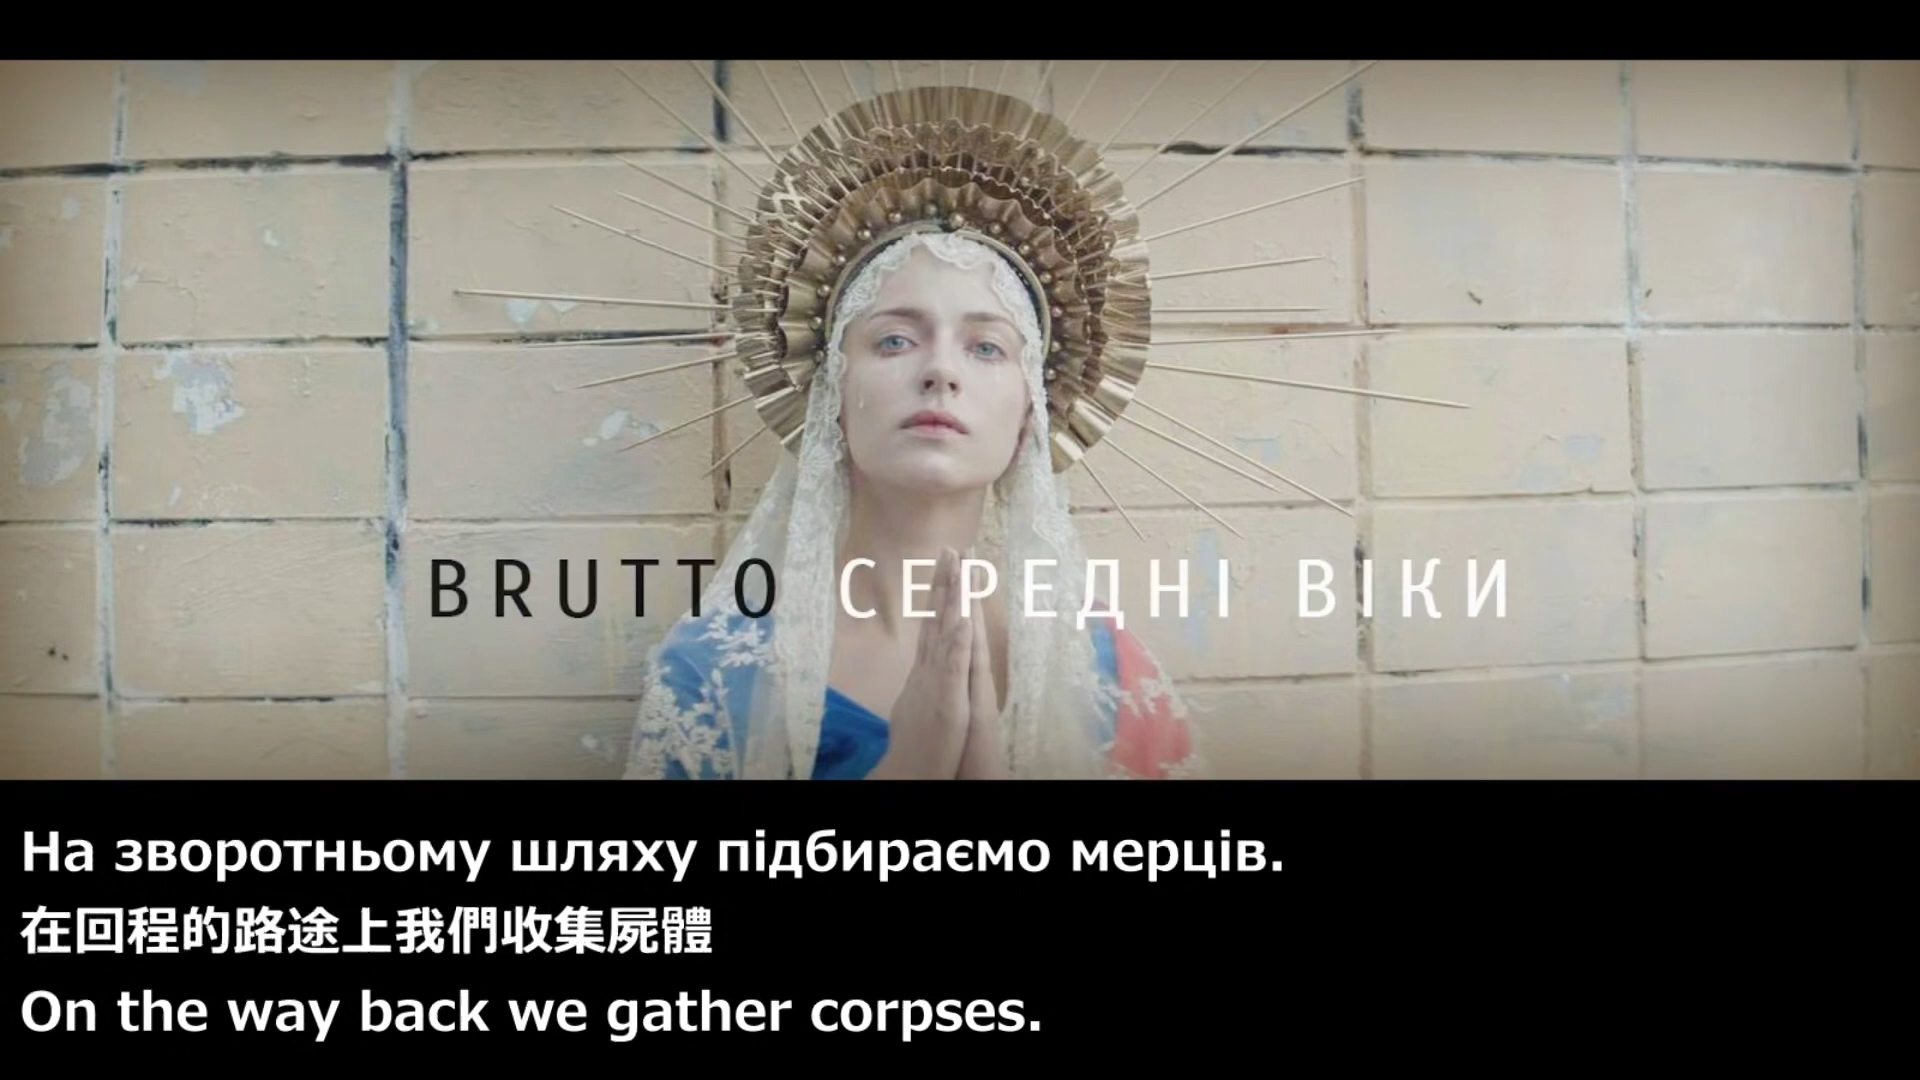 BRUTTO СЕРЕДНІ ВІКИ
На зворотньому шляху підбираємо мерців.
在回程的路途上我們收集屍體
On the way back we gather corpses.